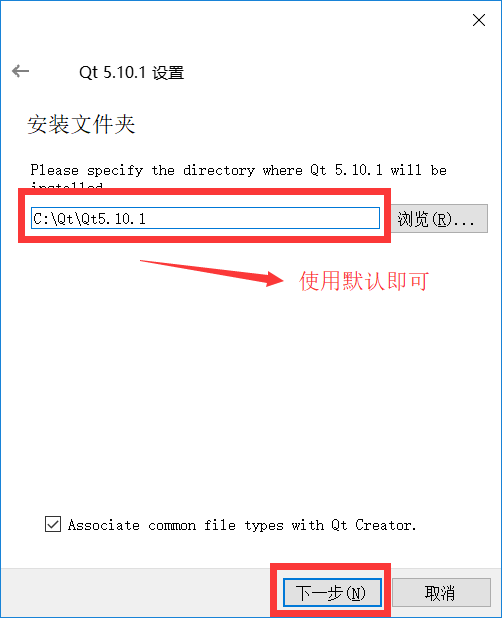 Qt 5.10.1 设置
安装文件夹
Please specify the directory where Qt 5.10.1 will be
installed.
C:\Qt\Qt5.10.1
浏览(R)...
使用默认即可
Associate common file types with Qt Creator.
下一步(N)
取消